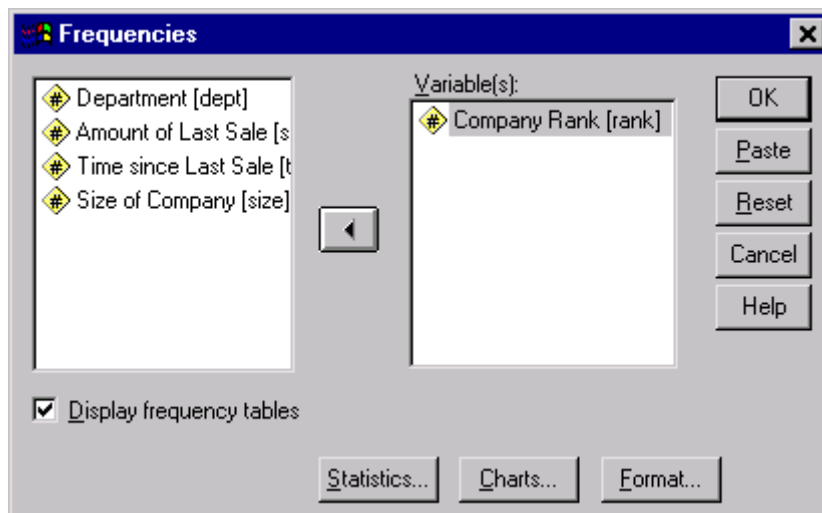 Frequencies
Department [dept]
Amount of Last Sale [s
Time since Last Sale [t
Size of Company [size]
Variable(s):
Company Rank [rank]
OK
Paste
Reset
Cancel
Help
Display frequency tables
Statistics...
Charts...
Format...